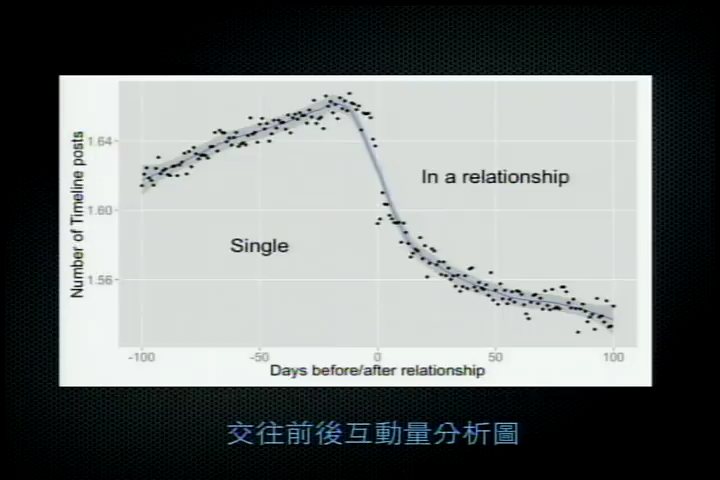 Number of Timeline posts
1.64
1.60
1.56
In a relationship
Single
-100
-50
0
50
100
Days before/after relationship
交往前後互動量分析圖